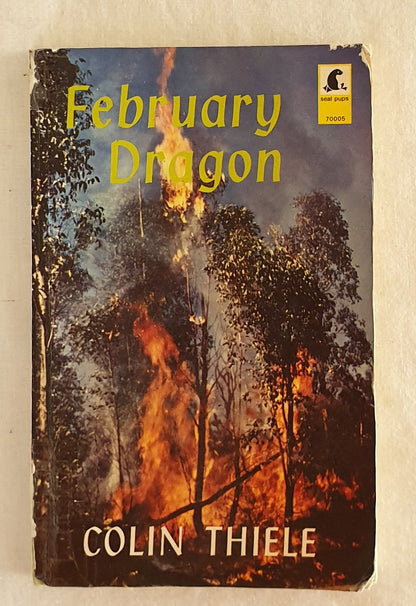 February
Dragon
seal pups
70005
COLIN THIELE